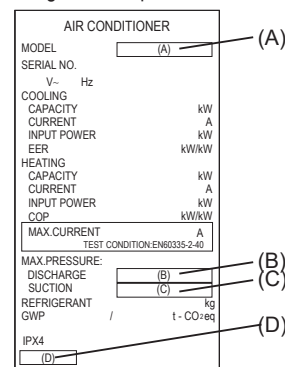 AIR CONDITIONER
MODEL (A) (A)
SERIAL NO.
V~ Hz
COOLING
CAPACITY kW
CURRENT A
INPUT POWER kW
EER kW/kW
HEATING
CAPACITY kW
CURRENT A
INPUT POWER kW
COP kW/kW
MAX.CURRENT A
TEST CONDITION:EN60335-2-40
MAX.PRESSURE:
DISCHARGE (B) (B)
SUCTION (C) (C)
REFRIGERANT kg
GWP / t - CO2eq
IPX4
(D) (D)